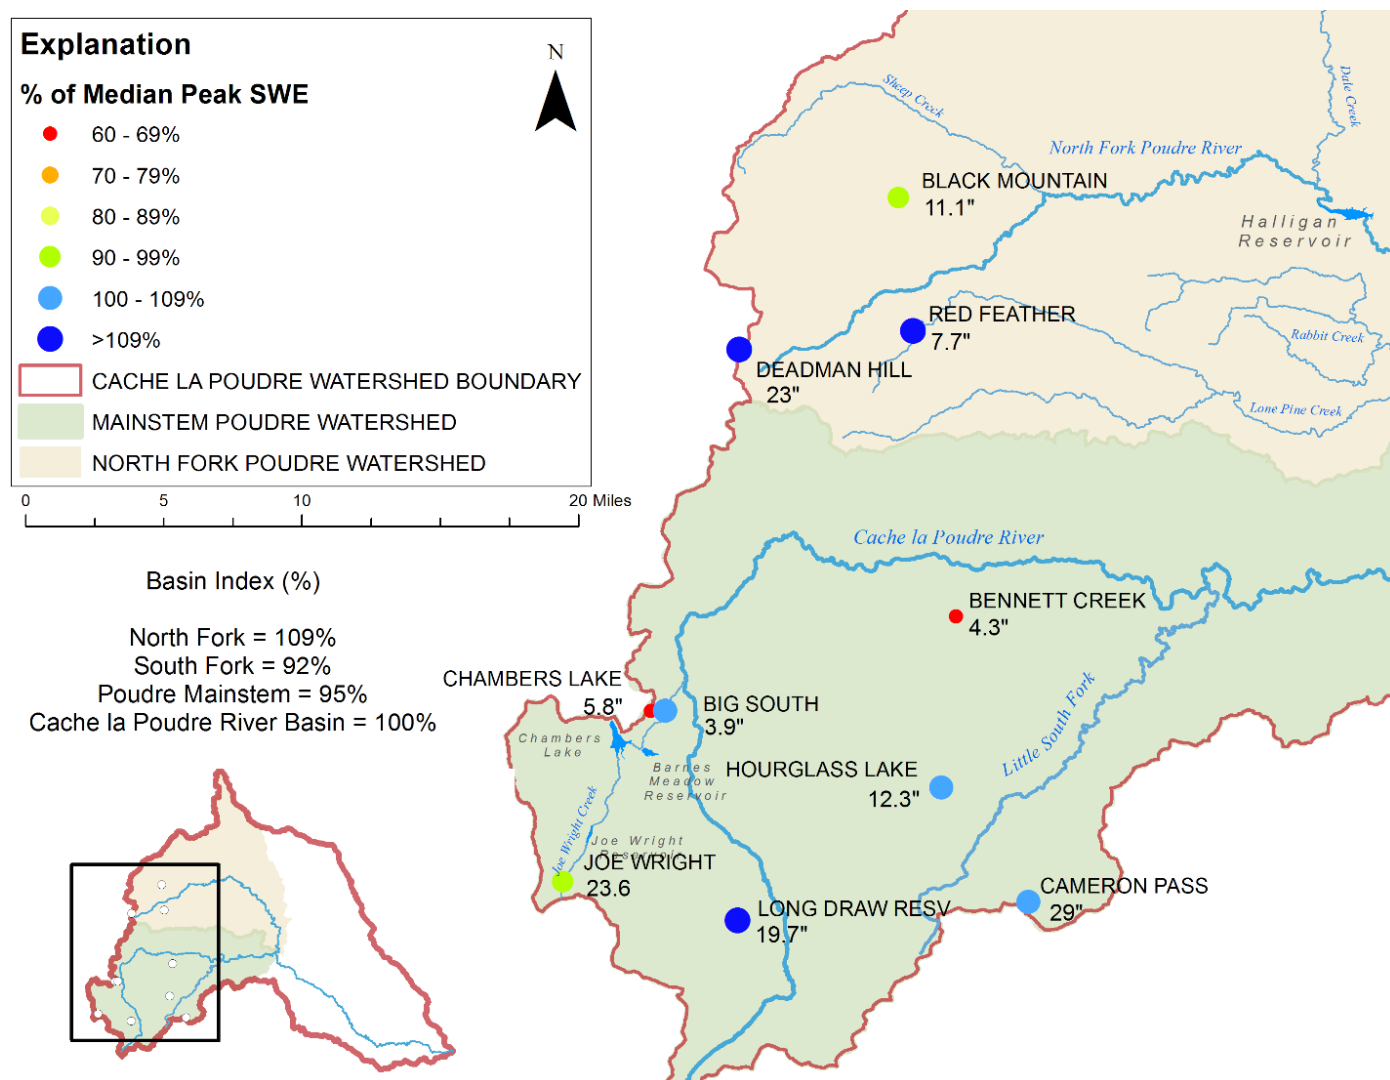 Explanation
% of Median Peak SWE
60 - 69%
70 - 79%
80 - 89%
90 - 99%
100 - 109%
>109%
CACHE LA POUDRE WATERSHED BOUNDARY
MAINSTEM POUDRE WATERSHED
NORTH FORK POUDRE WATERSHED
N
0 5 10 20 Miles
Basin Index (%)
North Fork = 109%
South Fork = 92%
Poudre Mainstem = 95%
Cache la Poudre River Basin = 100%
Sheep Creek
Dale Creek
North Fork Poudre River
BLACK MOUNTAIN
11.1"
Halligan
Reservoir
RED FEATHER
7.7"
Rabbit Creek
DEADMAN HILL
23"
Lone Pine Creek
Cache la Poudre River
BENNETT CREEK
4.3"
CHAMBERS LAKE
5.8"
BIG SOUTH
3.9"
Chambers
Lake
Barnes
Meadow
Reservoir
Little South Fork
HOURGLASS LAKE
12.3"
Joe Wright Creek
Joe Wright
Reservoir
JOE WRIGHT
23.6
CAMERON PASS
29"
LONG DRAW RESV
19.7"